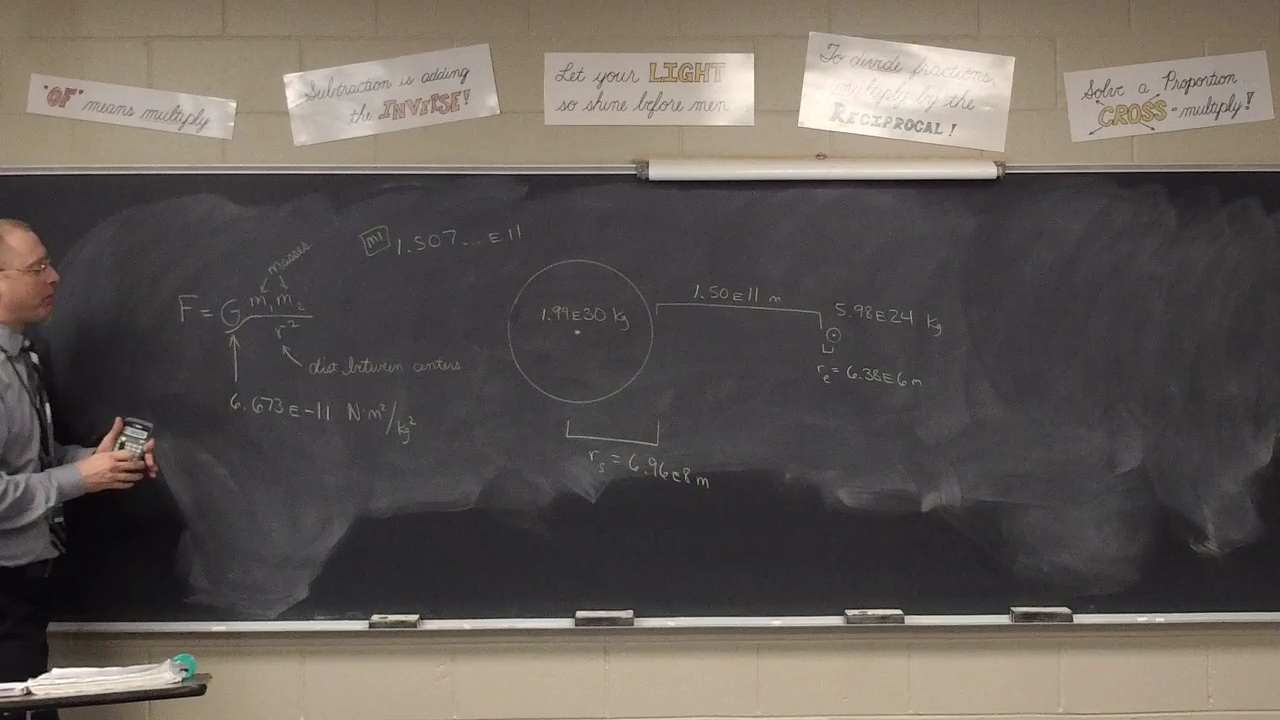 "OF" means multiply
Subtraction is adding
the INVERSE!
Let your LIGHT
so shine before men
To divide fractions,
multiply by the
RECIPROCAL!
Solve a Proportion...
CROSS-multiply!
M1 1.507...E11
masses
F = G m₁m₂/r²
dist between centers
6.673E-11 N·m²/kg²
1.99E30 kg
1.50E11 m
5.98E24 kg
rₑ = 6.38E6 m
rₛ = 6.96E8 m